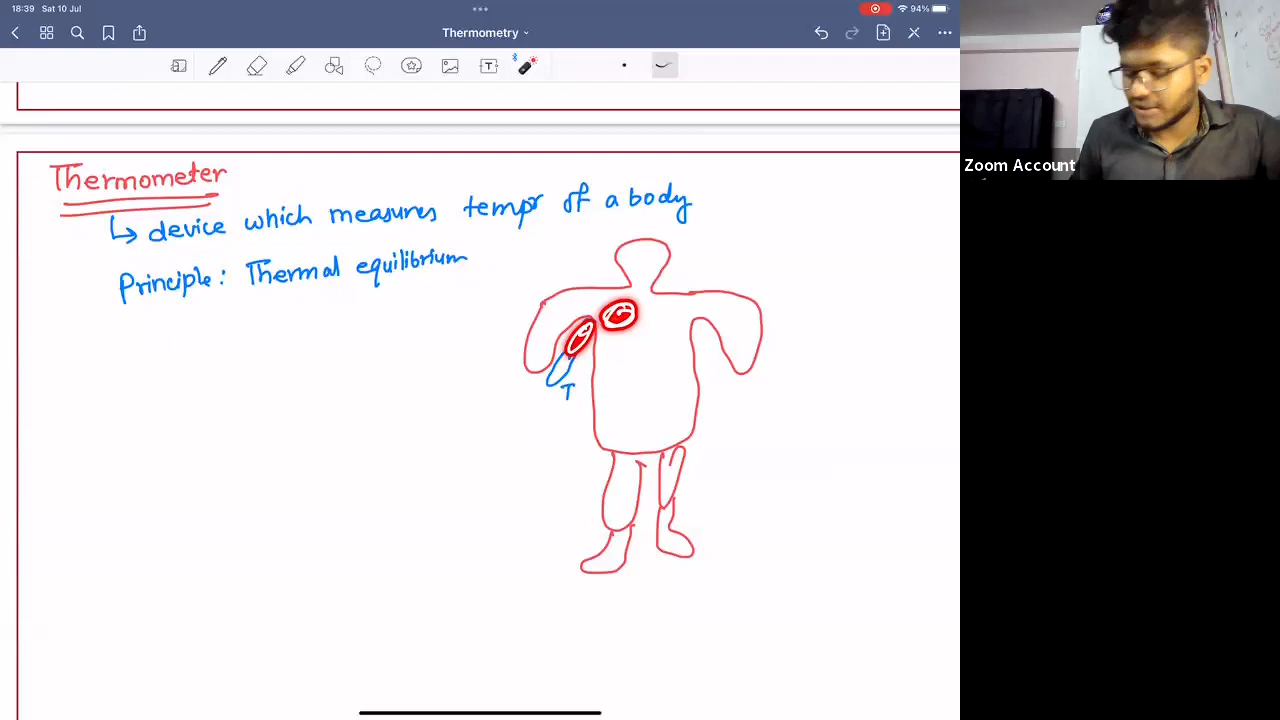 18:39 Sat 10 Jul
94%
Thermometry
T
Thermometer
↳ device which measures tempr of a body
Principle: Thermal equilibrium
T
Zoom Account